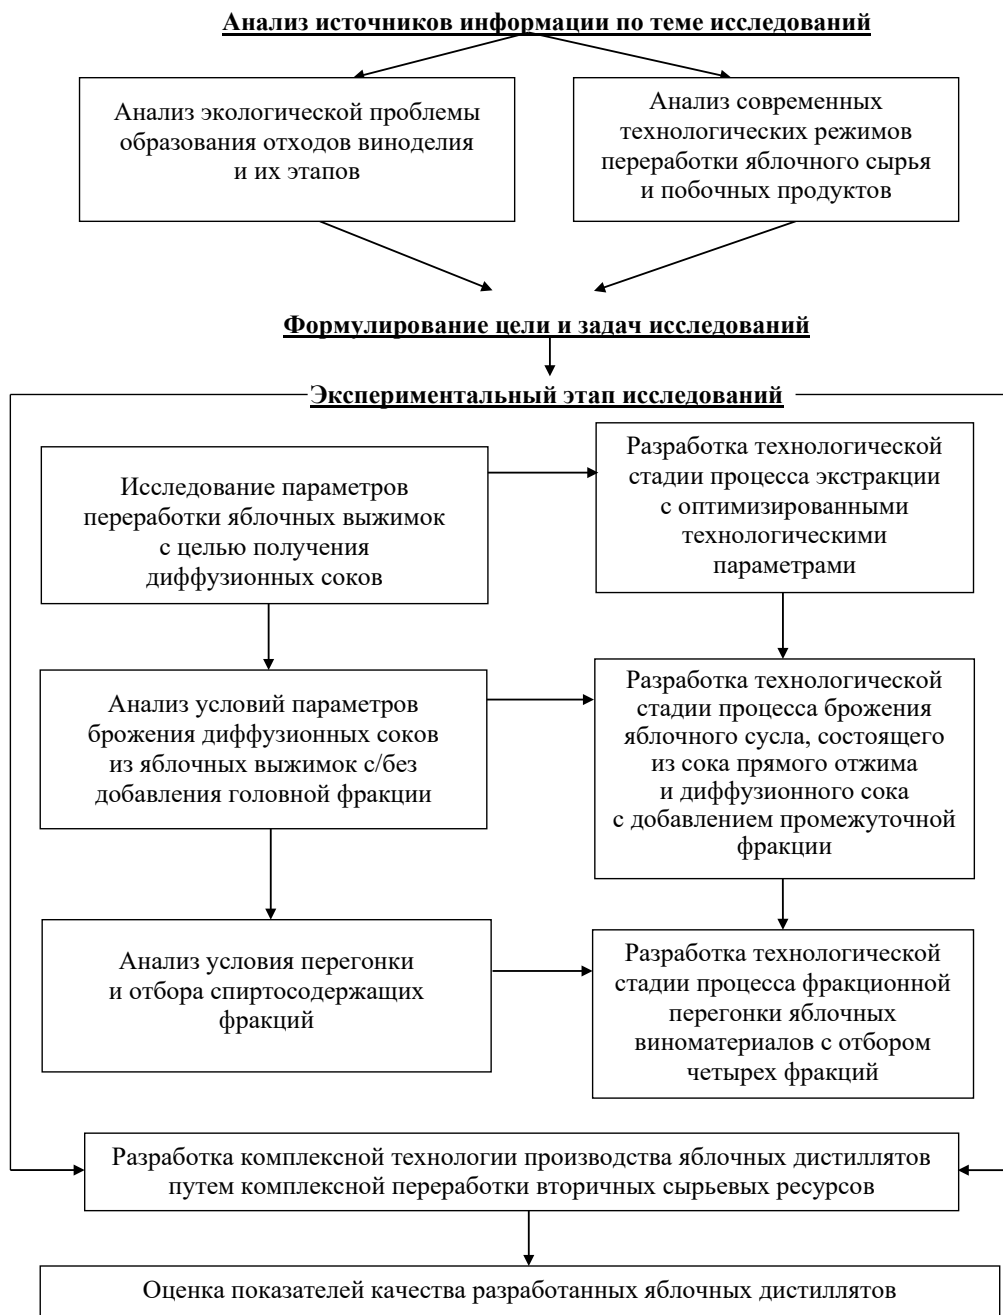 Анализ источников информации по теме исследований
Анализ экологической проблемы
образования отходов виноделия
и их этапов
Анализ современных
технологических режимов
переработки яблочного сырья
и побочных продуктов
Формулирование цели и задач исследований
Экспериментальный этап исследований
Исследование параметров
переработки яблочных выжимок
с целью получения
диффузионных соков
Разработка технологической
стадии процесса экстракции
с оптимизированными
технологическими
параметрами
Анализ условий параметров
брожения диффузионных соков
из яблочных выжимок с/без
добавления головной фракции
Разработка технологической
стадии процесса брожения
яблочного сусла, состоящего
из сока прямого отжима
и диффузионного сока
с добавлением промежуточной
фракции
Анализ условия перегонки
и отбора спиртосодержащих
фракций
Разработка технологической
стадии процесса фракционной
перегонки яблочных
виноматериалов с отбором
четырех фракций
Разработка комплексной технологии производства яблочных дистиллятов
путем комплексной переработки вторичных сырьевых ресурсов
Оценка показателей качества разработанных яблочных дистиллятов